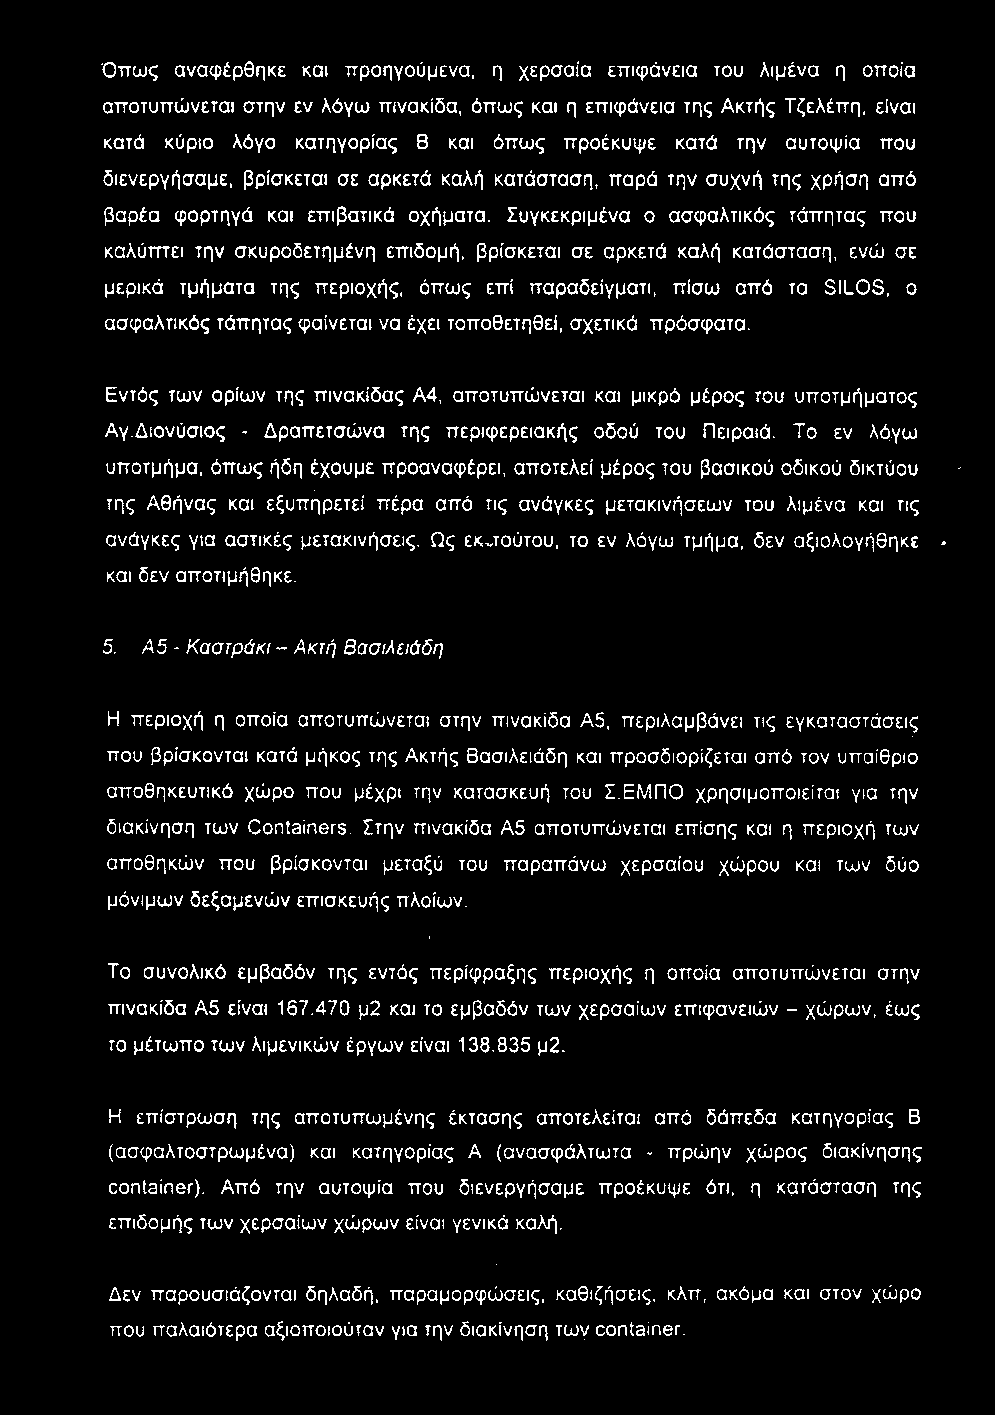 Όπως αναφέρθηκε και προηγούμενα, η χερσαία επιφάνεια του λιμένα η οποία
αποτυπώνεται στην εν λόγω πινακίδα, όπως και η επιφάνεια της Ακτής Τζελέπη, είναι
κατά κύριο λόγο κατηγορίας Β και όπως προέκυψε κατά την αυτοψία που
διενεργήσαμε, βρίσκεται σε αρκετά καλή κατάσταση, παρά την συχνή της χρήση από
βαρέα φορτηγά και επιβατικά οχήματα. Συγκεκριμένα ο ασφαλτικός τάπητας που
καλύπτει την σκυροδετημένη επιδομή, βρίσκεται σε αρκετά καλή κατάσταση, ενώ σε
μερικά τμήματα της περιοχής, όπως επί παραδείγματι, πίσω από τα SILOS, ο
ασφαλτικός τάπητας φαίνεται να έχει τοποθετηθεί, σχετικά πρόσφατα.
Εντός των ορίων της πινακίδας Α4, αποτυπώνεται και μικρό μέρος του υποτμήματος
Αγ.Διονύσιος - Δραπετσώνα της περιφερειακής οδού του Πειραιά. Το εν λόγω
υποτμήμα, όπως ήδη έχουμε προαναφέρει, αποτελεί μέρος του βασικού οδικού δικτύου
της Αθήνας και εξυπηρετεί πέρα από τις ανάγκες μετακινήσεων του λιμένα και τις
ανάγκες για αστικές μετακινήσεις. Ως εκ τούτου, το εν λόγω τμήμα, δεν αξιολογήθηκε
και δεν αποτιμήθηκε.
5. Α5 - Καστράκι – Ακτή Βασιλειάδη
Η περιοχή η οποία αποτυπώνεται στην πινακίδα Α5, περιλαμβάνει τις εγκαταστάσεις
που βρίσκονται κατά μήκος της Ακτής Βασιλειάδη και προσδιορίζεται από τον υπαίθριο
αποθηκευτικό χώρο που μέχρι την κατασκευή του Σ.ΕΜΠΟ χρησιμοποιείται για την
διακίνηση των Containers. Στην πινακίδα Α5 αποτυπώνεται επίσης και η περιοχή των
αποθηκών που βρίσκονται μεταξύ του παραπάνω χερσαίου χώρου και των δύο
μόνιμων δεξαμενών επισκευής πλοίων.
Το συνολικό εμβαδόν της εντός περίφραξης περιοχής η οποία αποτυπώνεται στην
πινακίδα Α5 είναι 167.470 μ2 και το εμβαδόν των χερσαίων επιφανειών – χώρων, έως
το μέτωπο των λιμενικών έργων είναι 138.835 μ2.
Η επίστρωση της αποτυπωμένης έκτασης αποτελείται από δάπεδα κατηγορίας Β
(ασφαλτοστρωμένα) και κατηγορίας Α (ανασφάλτωτα - πρώην χώρος διακίνησης
container). Από την αυτοψία που διενεργήσαμε προέκυψε ότι, η κατάσταση της
επιδομής των χερσαίων χώρων είναι γενικά καλή.
Δεν παρουσιάζονται δηλαδή, παραμορφώσεις, καθιζήσεις, κλπ, ακόμα και στον χώρο
που παλαιότερα αξιοποιούταν για την διακίνηση των container.